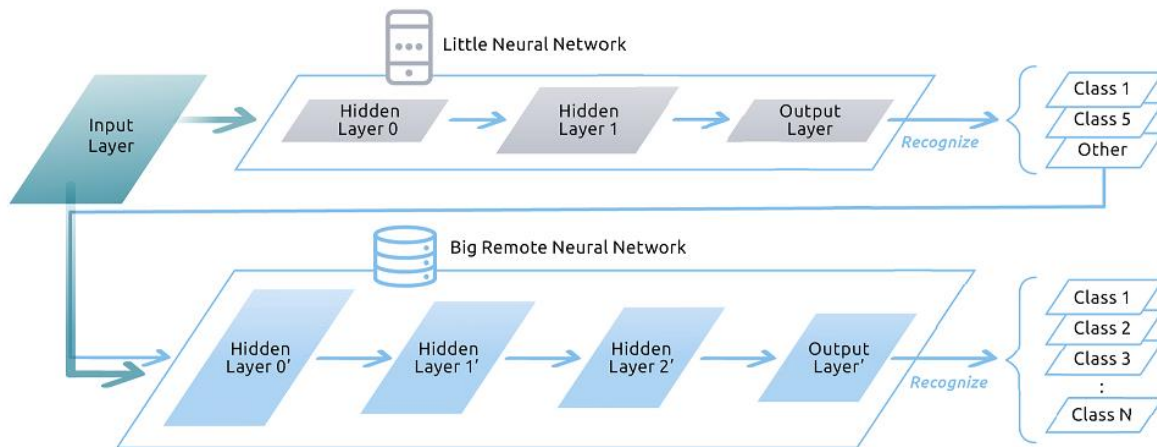 Little Neural Network
Input
Layer
Hidden
Layer 0
Hidden
Layer 1
Output
Layer
Recognize
Class 1
Class 5
Other
Big Remote Neural Network
Hidden
Layer 0’
Hidden
Layer 1’
Hidden
Layer 2’
Output
Layer’
Recognize
Class 1
Class 2
Class 3
:
Class N